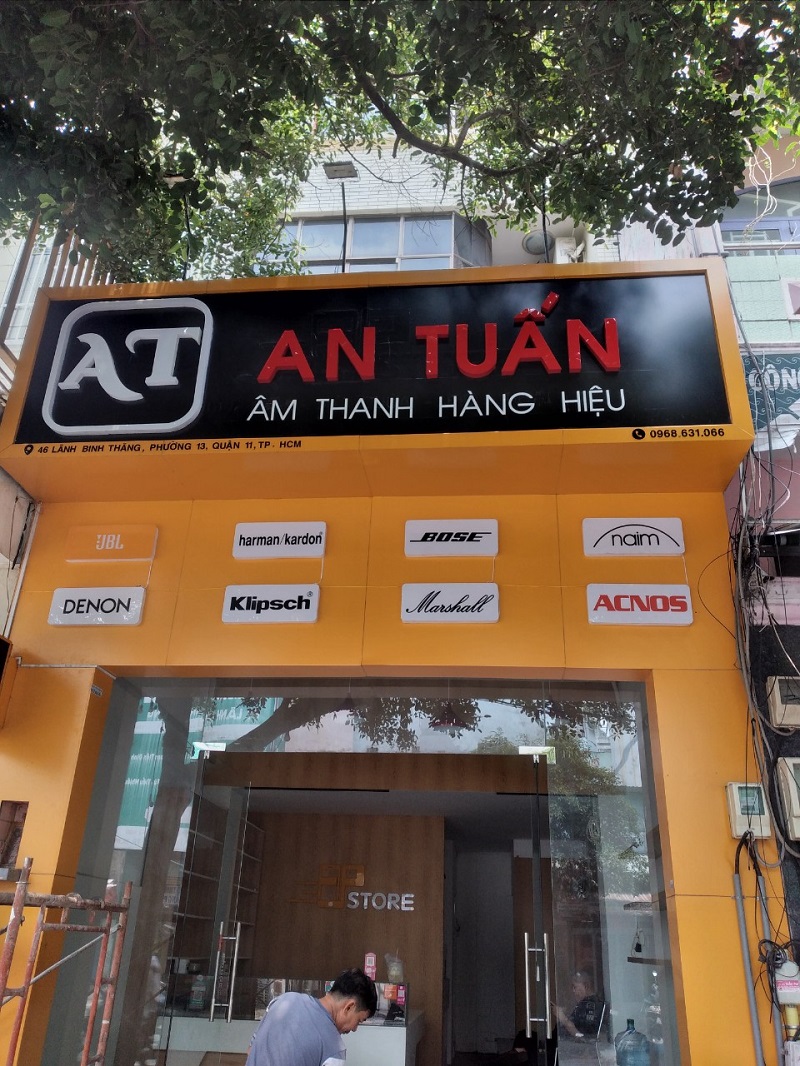 AT
AN TUẤN
ÂM THANH HÀNG HIỆU
46 LÃNH BINH THĂNG, PHƯỜNG 13, QUẬN 11, TP. HCM
0968.631.066
JBL
harman/kardon®
BOSE
naim
DENON
Klipsch®
Marshall
ACNOS
STORE
CÔNG